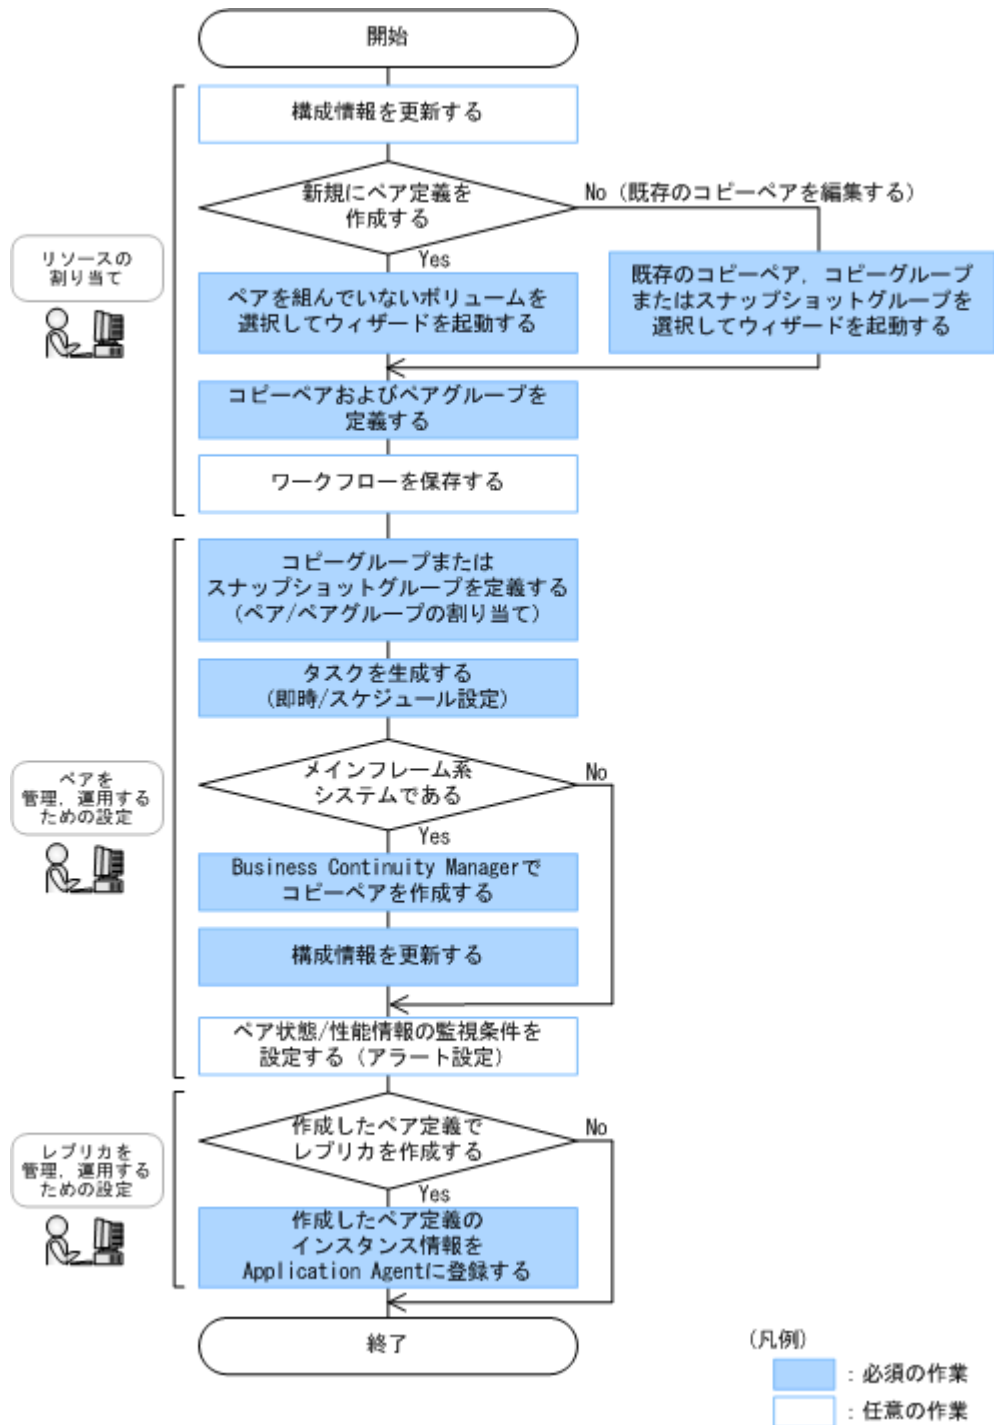 開始
構成情報を更新する
新規にペア定義を
作成する
No（既存のコピーペアを編集する）
Yes
リソースの
割り当て
ペアを組んでいないボリュームを
選択してウィザードを起動する
既存のコピーペア，コピーグループ
またはスナップショットグループを
選択してウィザードを起動する
コピーペアおよびペアグループを
定義する
ワークフローを保存する
コピーグループまたは
スナップショットグループを定義する
(ペア/ペアグループの割り当て)
タスクを生成する
(即時/スケジュール設定)
メインフレーム系
システムである
No
Yes
ペアを
管理，運用する
ための設定
Business Continuity Managerで
コピーペアを作成する
構成情報を更新する
ペア状態/性能情報の監視条件を
設定する（アラート設定）
作成したペア定義で
レプリカを作成する
No
Yes
レプリカを
管理，運用する
ための設定
作成したペア定義の
インスタンス情報を
Application Agentに登録する
終了
(凡例)
：必須の作業
：任意の作業